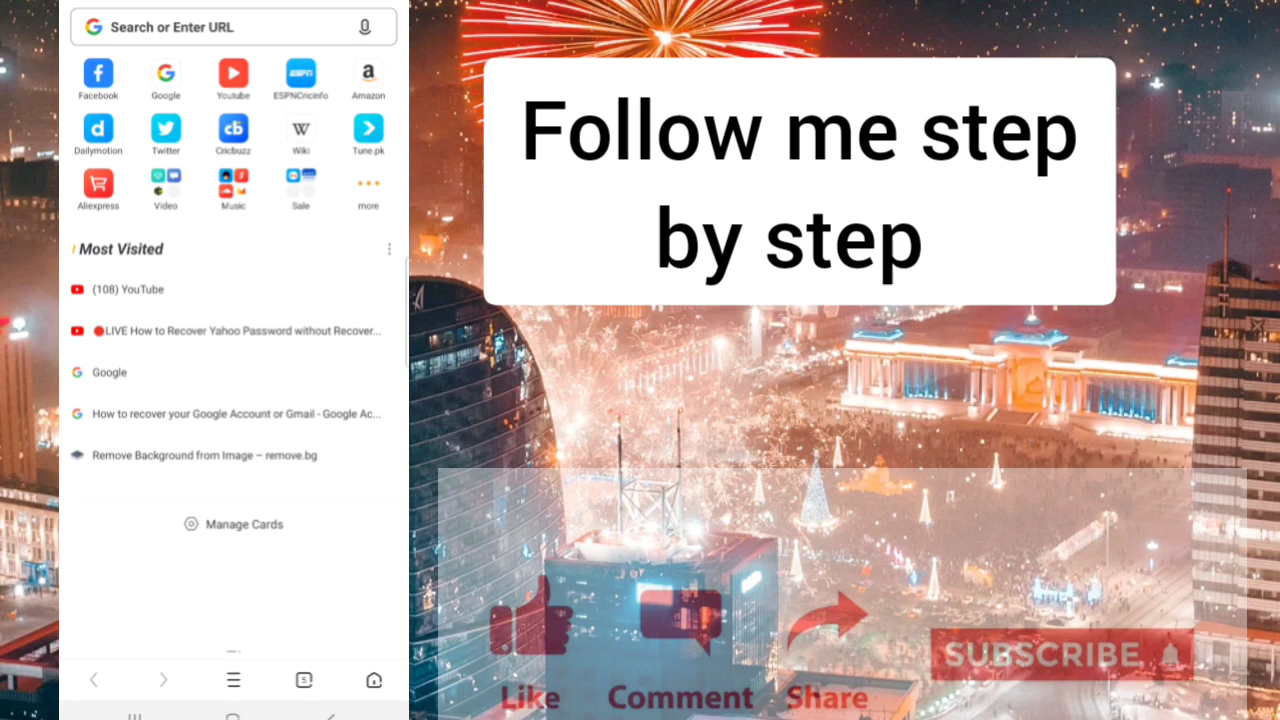 Search or Enter URL
Facebook Google Youtube ESPNCricinfo Amazon
Dailymotion Twitter Cricbuzz Wiki Tune.pk
Aliexpress Video Music Sale more
Most Visited
(108) YouTube
🔴LIVE How to Recover Yahoo Password without Recover...
Google
How to recover your Google Account or Gmail - Google Ac...
Remove Background from Image – remove.bg
Manage Cards
5
Follow me step
by step
SUBSCRIBE
Like Comment Share